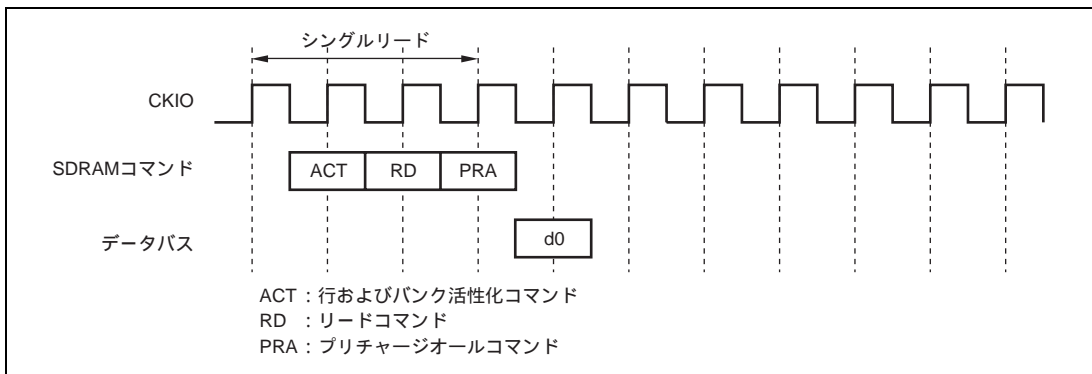 シングルリード
CKIO
SDRAMコマンド
ACT RD PRA
データバス
d0
ACT : 行およびバンク活性化コマンド
RD : リードコマンド
PRA : プリチャージオールコマンド